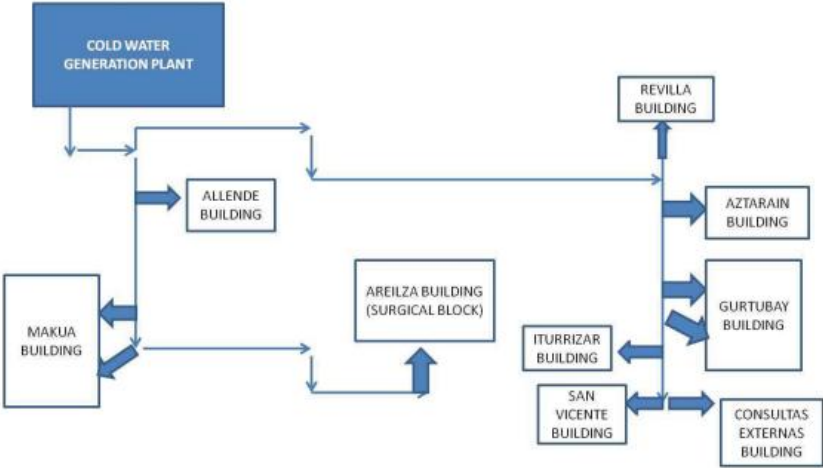 COLD WATER
GENERATION PLANT
REVILLA
BUILDING
ALLENDE
BUILDING
AZTARAIN
BUILDING
AREILZA BUILDING
(SURGICAL BLOCK)
GURTUBAY
BUILDING
MAKUA
BUILDING
ITURRIZAR
BUILDING
SAN
VICENTE
BUILDING
CONSULTAS
EXTERNAS
BUILDING